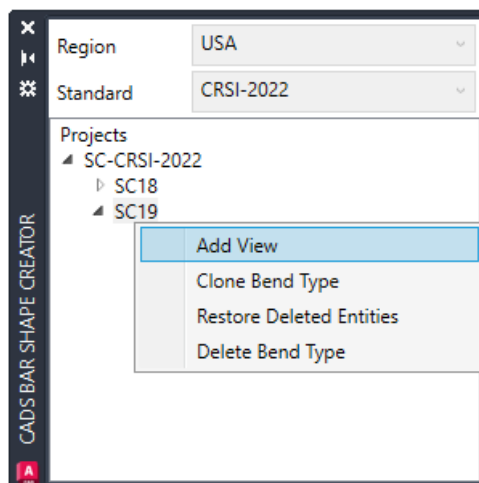 Region USA
Standard CRSI-2022
Projects
SC-CRSI-2022
SC18
SC19
Add View
Clone Bend Type
Restore Deleted Entities
Delete Bend Type
CADS BAR SHAPE CREATOR
A